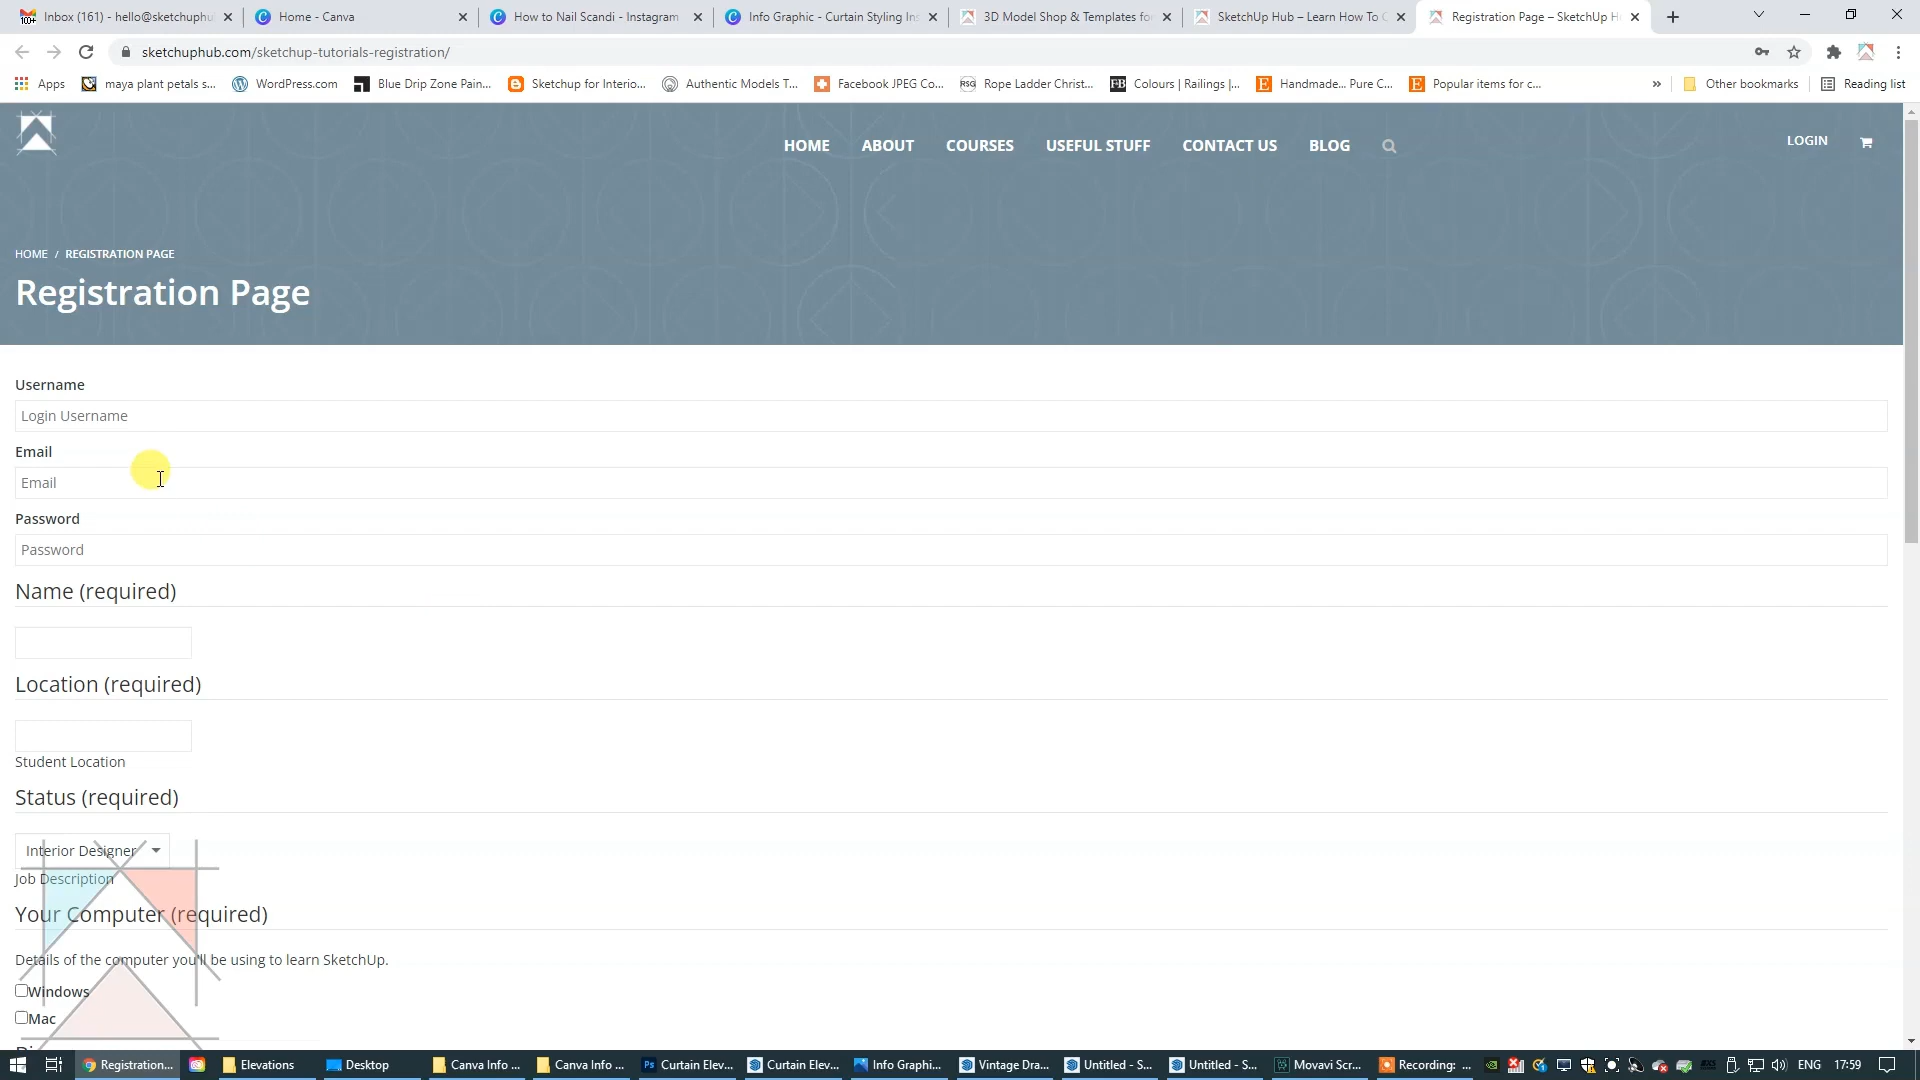 Inbox (161) - hello@sketchuphu
Home - Canva
How to Nail Scandi - Instagram
Info Graphic - Curtain Styling Ins
3D Model Shop & Templates fo
SketchUp Hub – Learn How To C
Registration Page – SketchUp H
sketchuphub.com/sketchup-tutorials-registration/
Apps
maya plant petals s...
WordPress.com
Blue Drip Zone Pain...
Sketchup for Interio...
Authentic Models T...
Facebook JPEG Co...
RSG
Rope Ladder Christ...
F&B
Colours | Railings |...
Handmade... Pure C...
Popular items for c...
»
Other bookmarks
Reading list
HOME
ABOUT
COURSES
USEFUL STUFF
CONTACT US
BLOG
LOGIN
HOME / REGISTRATION PAGE
Registration Page
Username
Login Username
Email
Email
Password
Password
Name (required)
Location (required)
Student Location
Status (required)
Interior Designer
Job Description
Your Computer (required)
Details of the computer you'll be using to learn SketchUp.
Windows
Mac
Registration...
Elevations
Desktop
Canva Info ...
Canva Info ...
Ps
Curtain Elev...
Curtain Elev...
Info Graphi...
Vintage Dra...
Untitled - S...
Untitled - S...
Movavi Scr...
Recording: ...
ENG
17:59